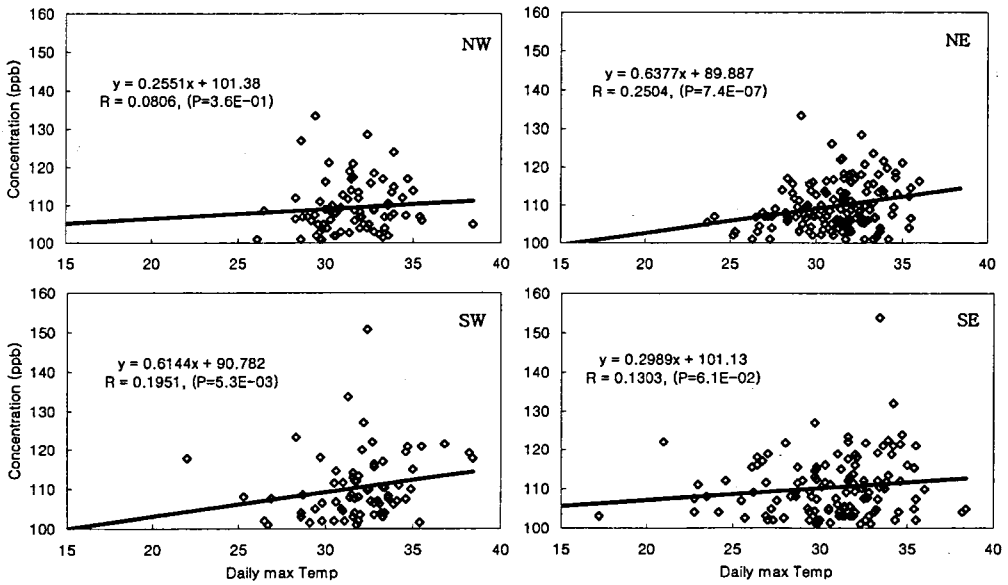 Concentration (ppb)
160
150
140
130
120
110
100
NW
y = 0.2551x + 101.38
R = 0.0806, (P=3.6E-01)
15 20 25 30 35 40
160
150
140
130
120
110
100
NE
y = 0.6377x + 89.887
R = 0.2504, (P=7.4E-07)
15 20 25 30 35 40
Concentration (ppb)
160
150
140
130
120
110
100
SW
y = 0.6144x + 90.782
R = 0.1951, (P=5.3E-03)
15 20 25 30 35 40
Daily max Temp
160
150
140
130
120
110
100
SE
y = 0.2989x + 101.13
R = 0.1303, (P=6.1E-02)
15 20 25 30 35 40
Daily max Temp